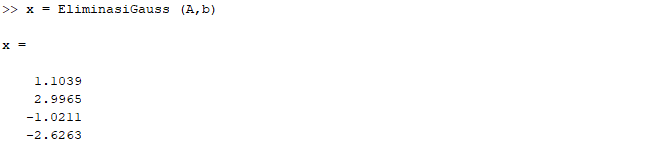 >> x = EliminasiGauss (A,b)
x =
1.1039
2.9965
-1.0211
-2.6263